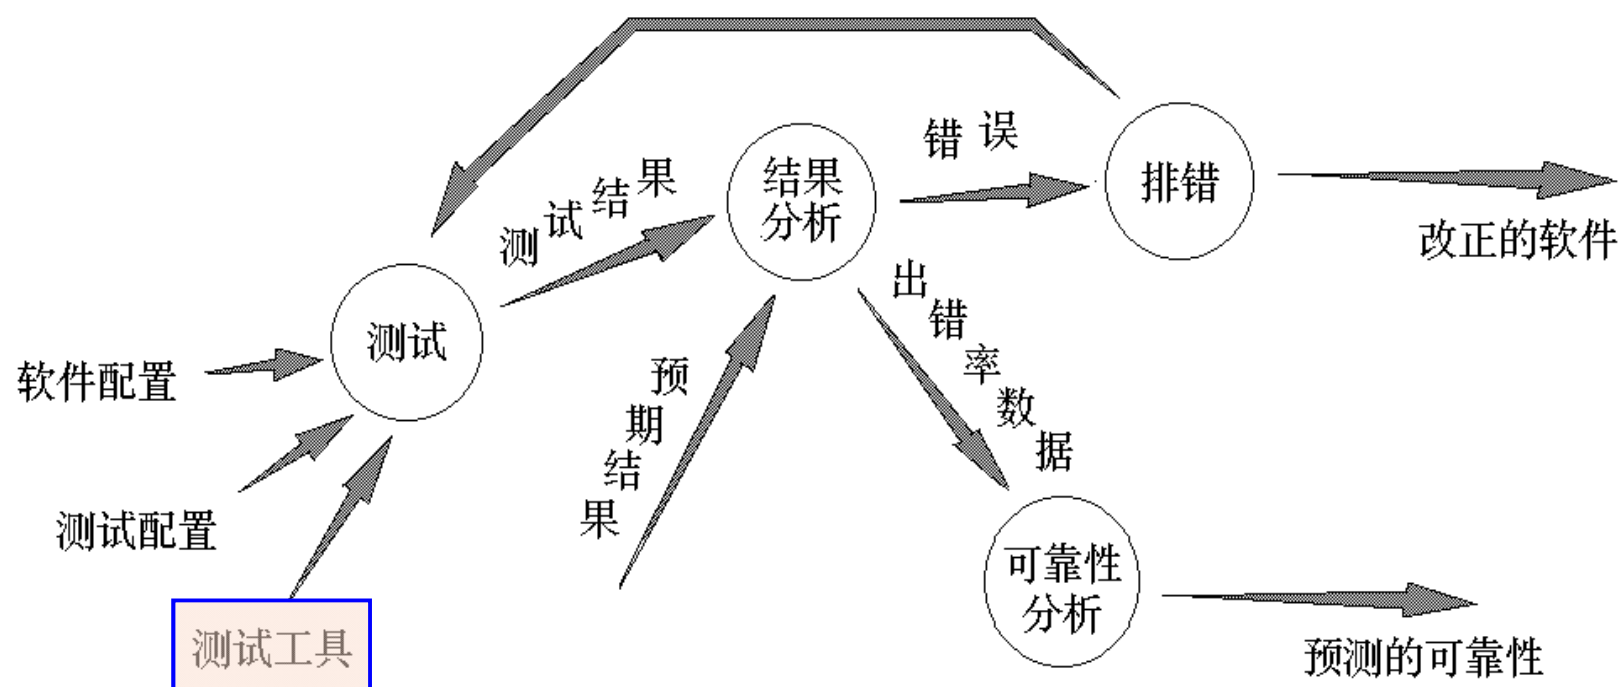 错误
测试结果
结果
分析
排错
改正的软件
出错率数据
测试
软件配置
预期结果
测试配置
测试工具
可靠性
分析
预测的可靠性